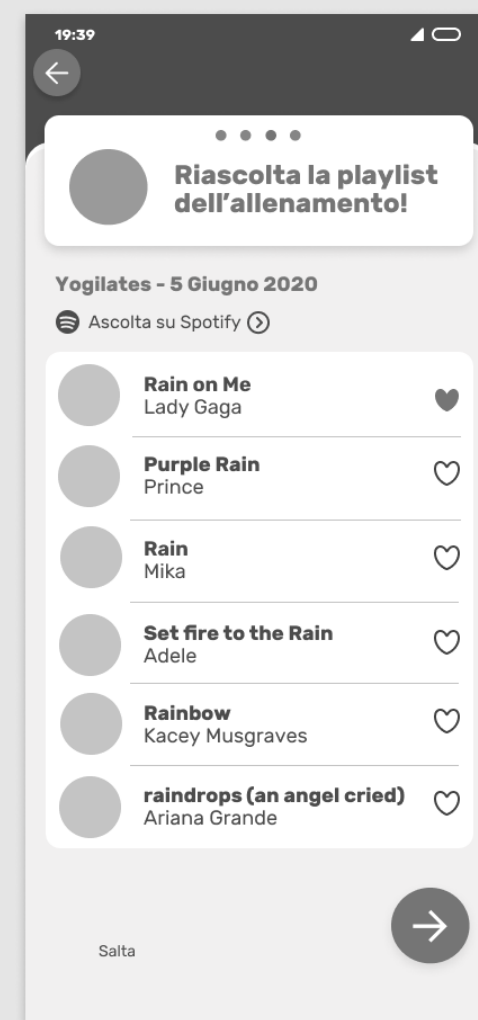 19:39
Riascolta la playlist
dell'allenamento!
Yogilates - 5 Giugno 2020
Ascolta su Spotify
Rain on Me
Lady Gaga
Purple Rain
Prince
Rain
Mika
Set fire to the Rain
Adele
Rainbow
Kacey Musgraves
raindrops (an angel cried)
Ariana Grande
Salta